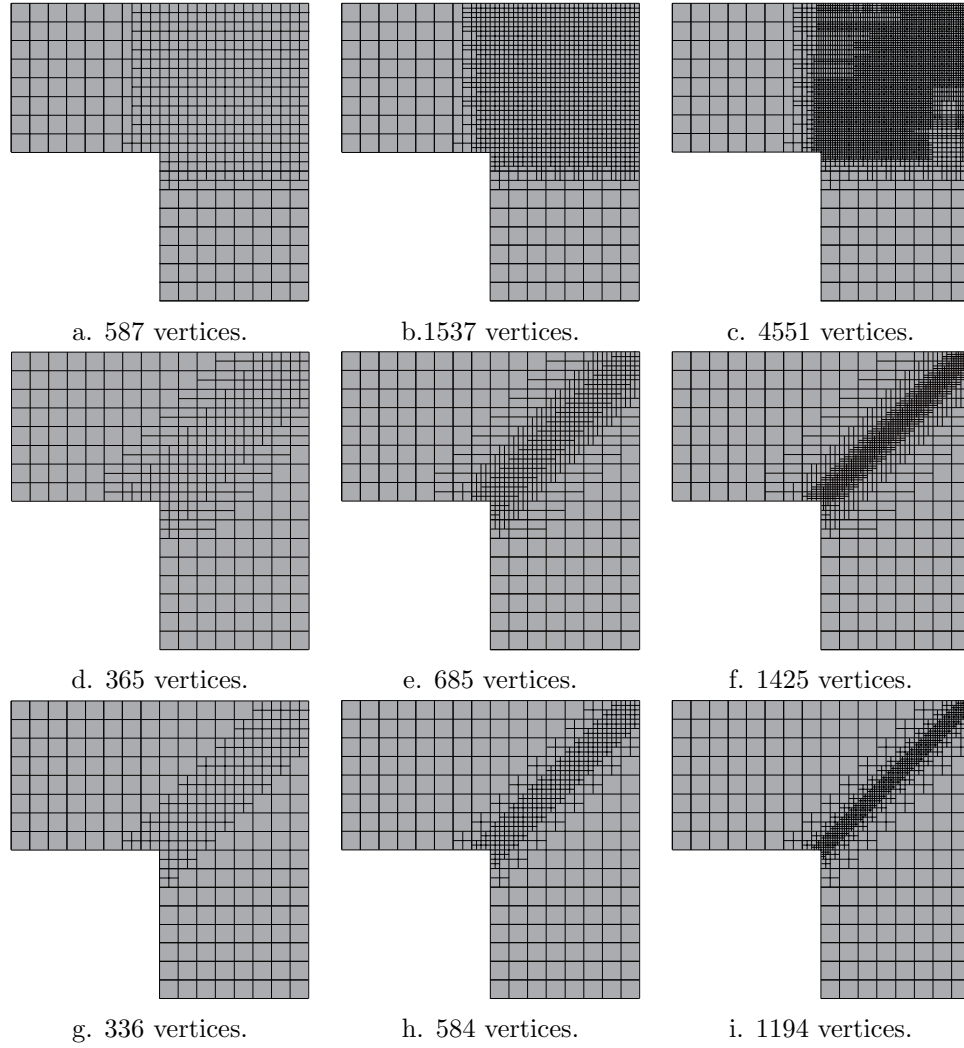 a. 587 vertices.
b.1537 vertices.
c. 4551 vertices.
d. 365 vertices.
e. 685 vertices.
f. 1425 vertices.
g. 336 vertices.
h. 584 vertices.
i. 1194 vertices.